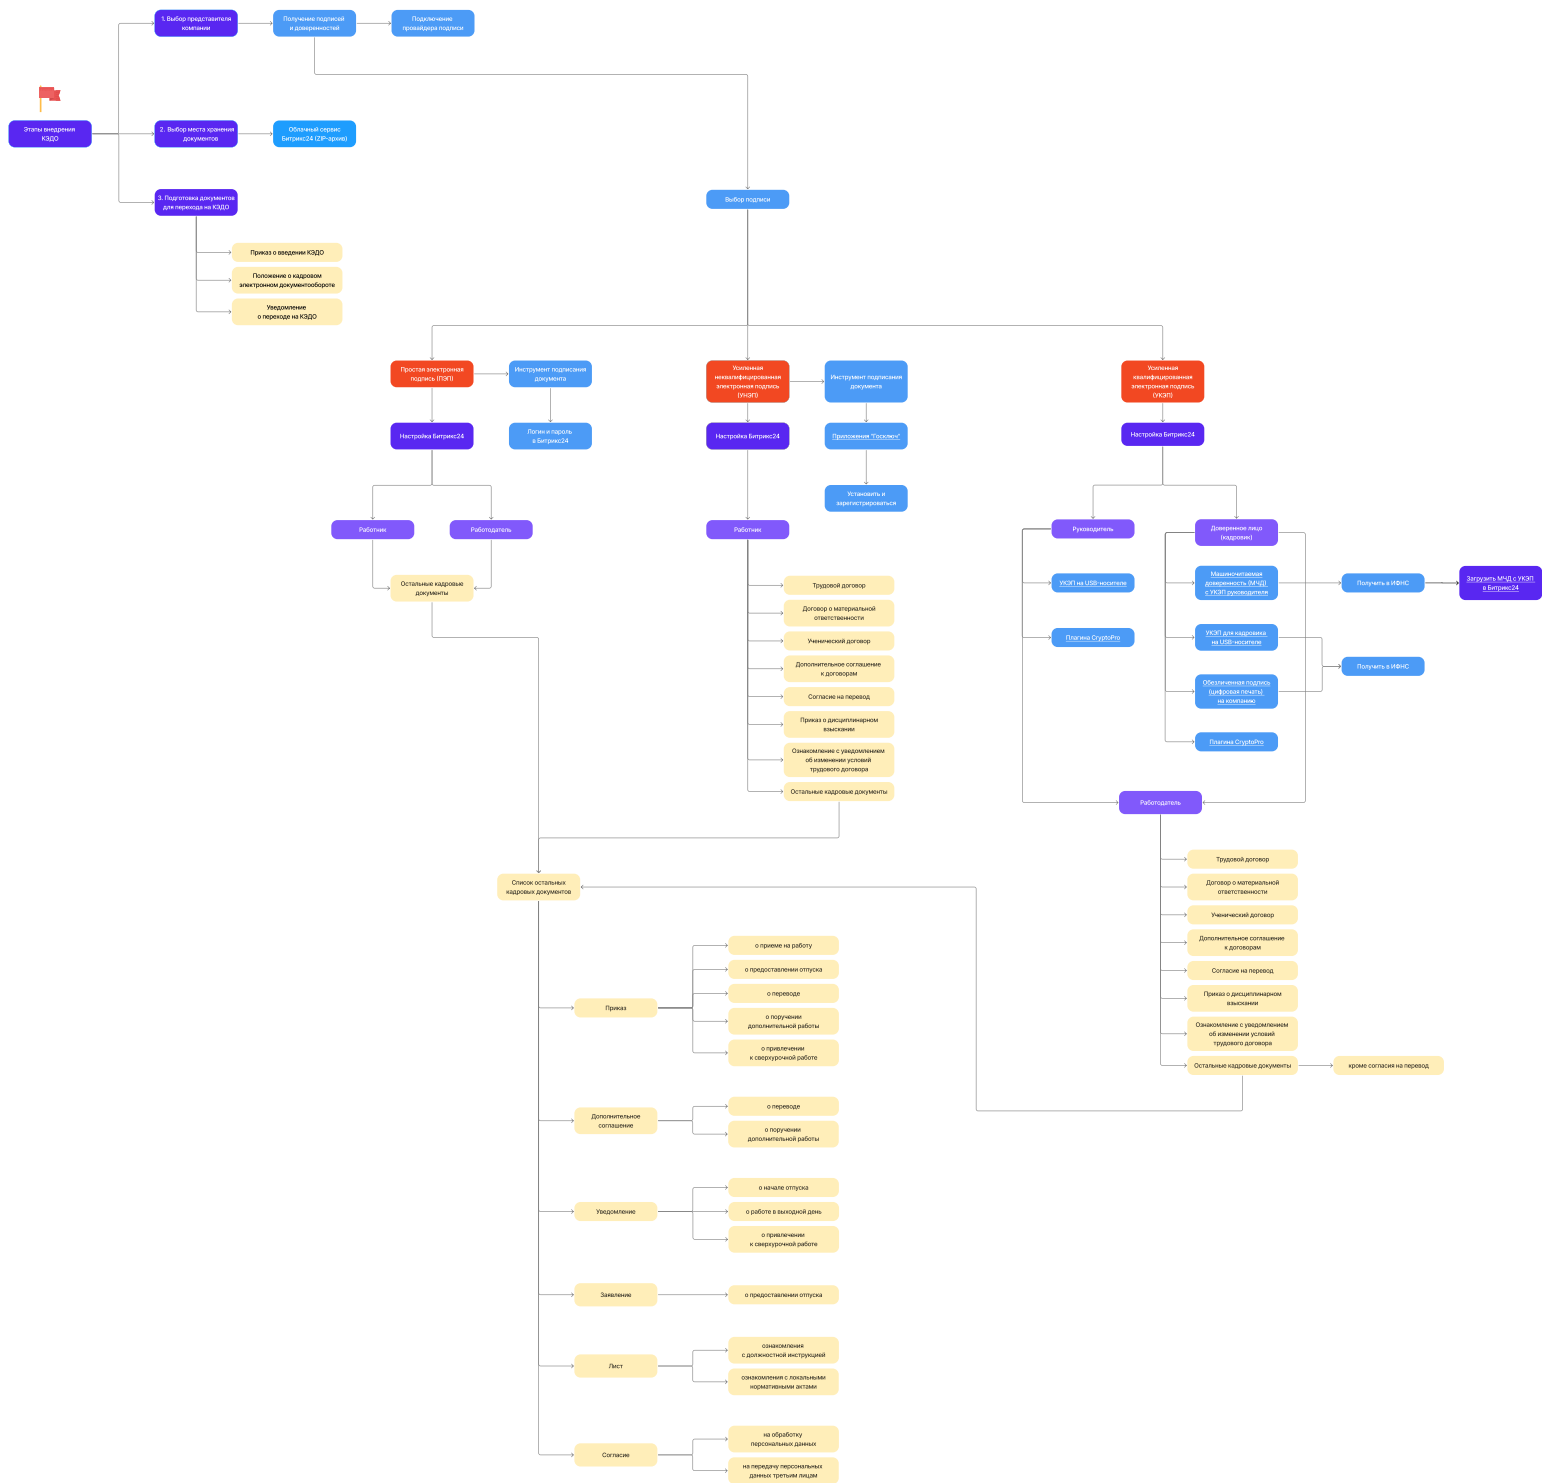 Этапы внедрения
КЭДО
1. Выбор представителя
компании
Получение подписей
и доверенностей
Подключение
провайдера подписи
2. Выбор места хранения
документов
Облачный сервис
Битрикс24 (ZIP-архив)
3. Подготовка документов
для перехода на КЭДО
Приказ о введении КЭДО
Положение о кадровом
электронном документообороте
Уведомление
о переходе на КЭДО
Выбор подписи
Простая электронная
подпись (ПЭП)
Инструмент подписания
документа
Настройка Битрикс24
Логин и пароль
в Битрикс24
Работник
Работодатель
Остальные кадровые
документы
Усиленная
неквалифицированная
электронная подпись
(УНЭП)
Инструмент подписания
документа
Настройка Битрикс24
Приложения "Госключ"
Установить и
зарегистрироваться
Работник
Трудовой договор
Договор о материальной
ответственности
Ученический договор
Дополнительное соглашение
к договорам
Согласие на перевод
Приказ о дисциплинарном
взыскании
Ознакомление с уведомлением
об изменении условий
трудового договора
Остальные кадровые документы
Усиленная
квалифицированная
электронная подпись
(УКЭП)
Настройка Битрикс24
Руководитель
УКЭП на USB-носителе
Плагина CryptoPro
Доверенное лицо
(кадровик)
Машиночитаемая
доверенность (МЧД)
с УКЭП руководителя
Получить в ИФНС
Загрузить МЧД с УКЭП
в Битрикс24
УКЭП для кадровика
на USB-носителе
Получить в ИФНС
Обезличенная подпись
(цифровая печать)
на компанию
Плагина CryptoPro
Работодатель
Трудовой договор
Договор о материальной
ответственности
Ученический договор
Дополнительное соглашение
к договорам
Согласие на перевод
Приказ о дисциплинарном
взыскании
Ознакомление с уведомлением
об изменении условий
трудового договора
Остальные кадровые документы
кроме согласия на перевод
Список остальных
кадровых документов
Приказ
о приеме на работу
о предоставлении отпуска
о переводе
о поручении
дополнительной работы
о привлечении
к сверхурочной работе
Дополнительное
соглашение
о переводе
о поручении
дополнительной работы
Уведомление
о начале отпуска
о работе в выходной день
о привлечении
к сверхурочной работе
Заявление
о предоставлении отпуска
Лист
ознакомления
с должностной инструкцией
ознакомления с локальными
нормативными актами
Согласие
на обработку
персональных данных
на передачу персональных
данных третьим лицам